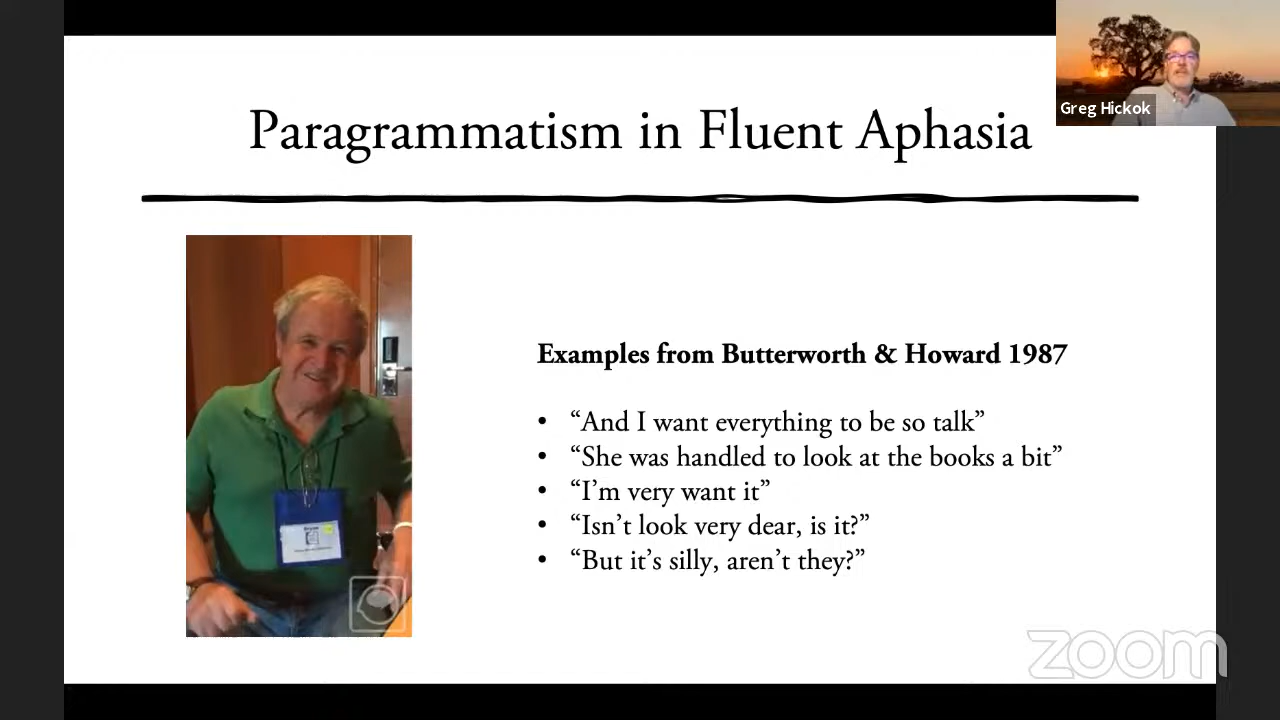 Greg Hickok
Paragrammatism in Fluent Aphasia
Examples from Butterworth & Howard 1987
• “And I want everything to be so talk”
• “She was handled to look at the books a bit”
• “I’m very want it”
• “Isn’t look very dear, is it?”
• “But it’s silly, aren’t they?”
zoom